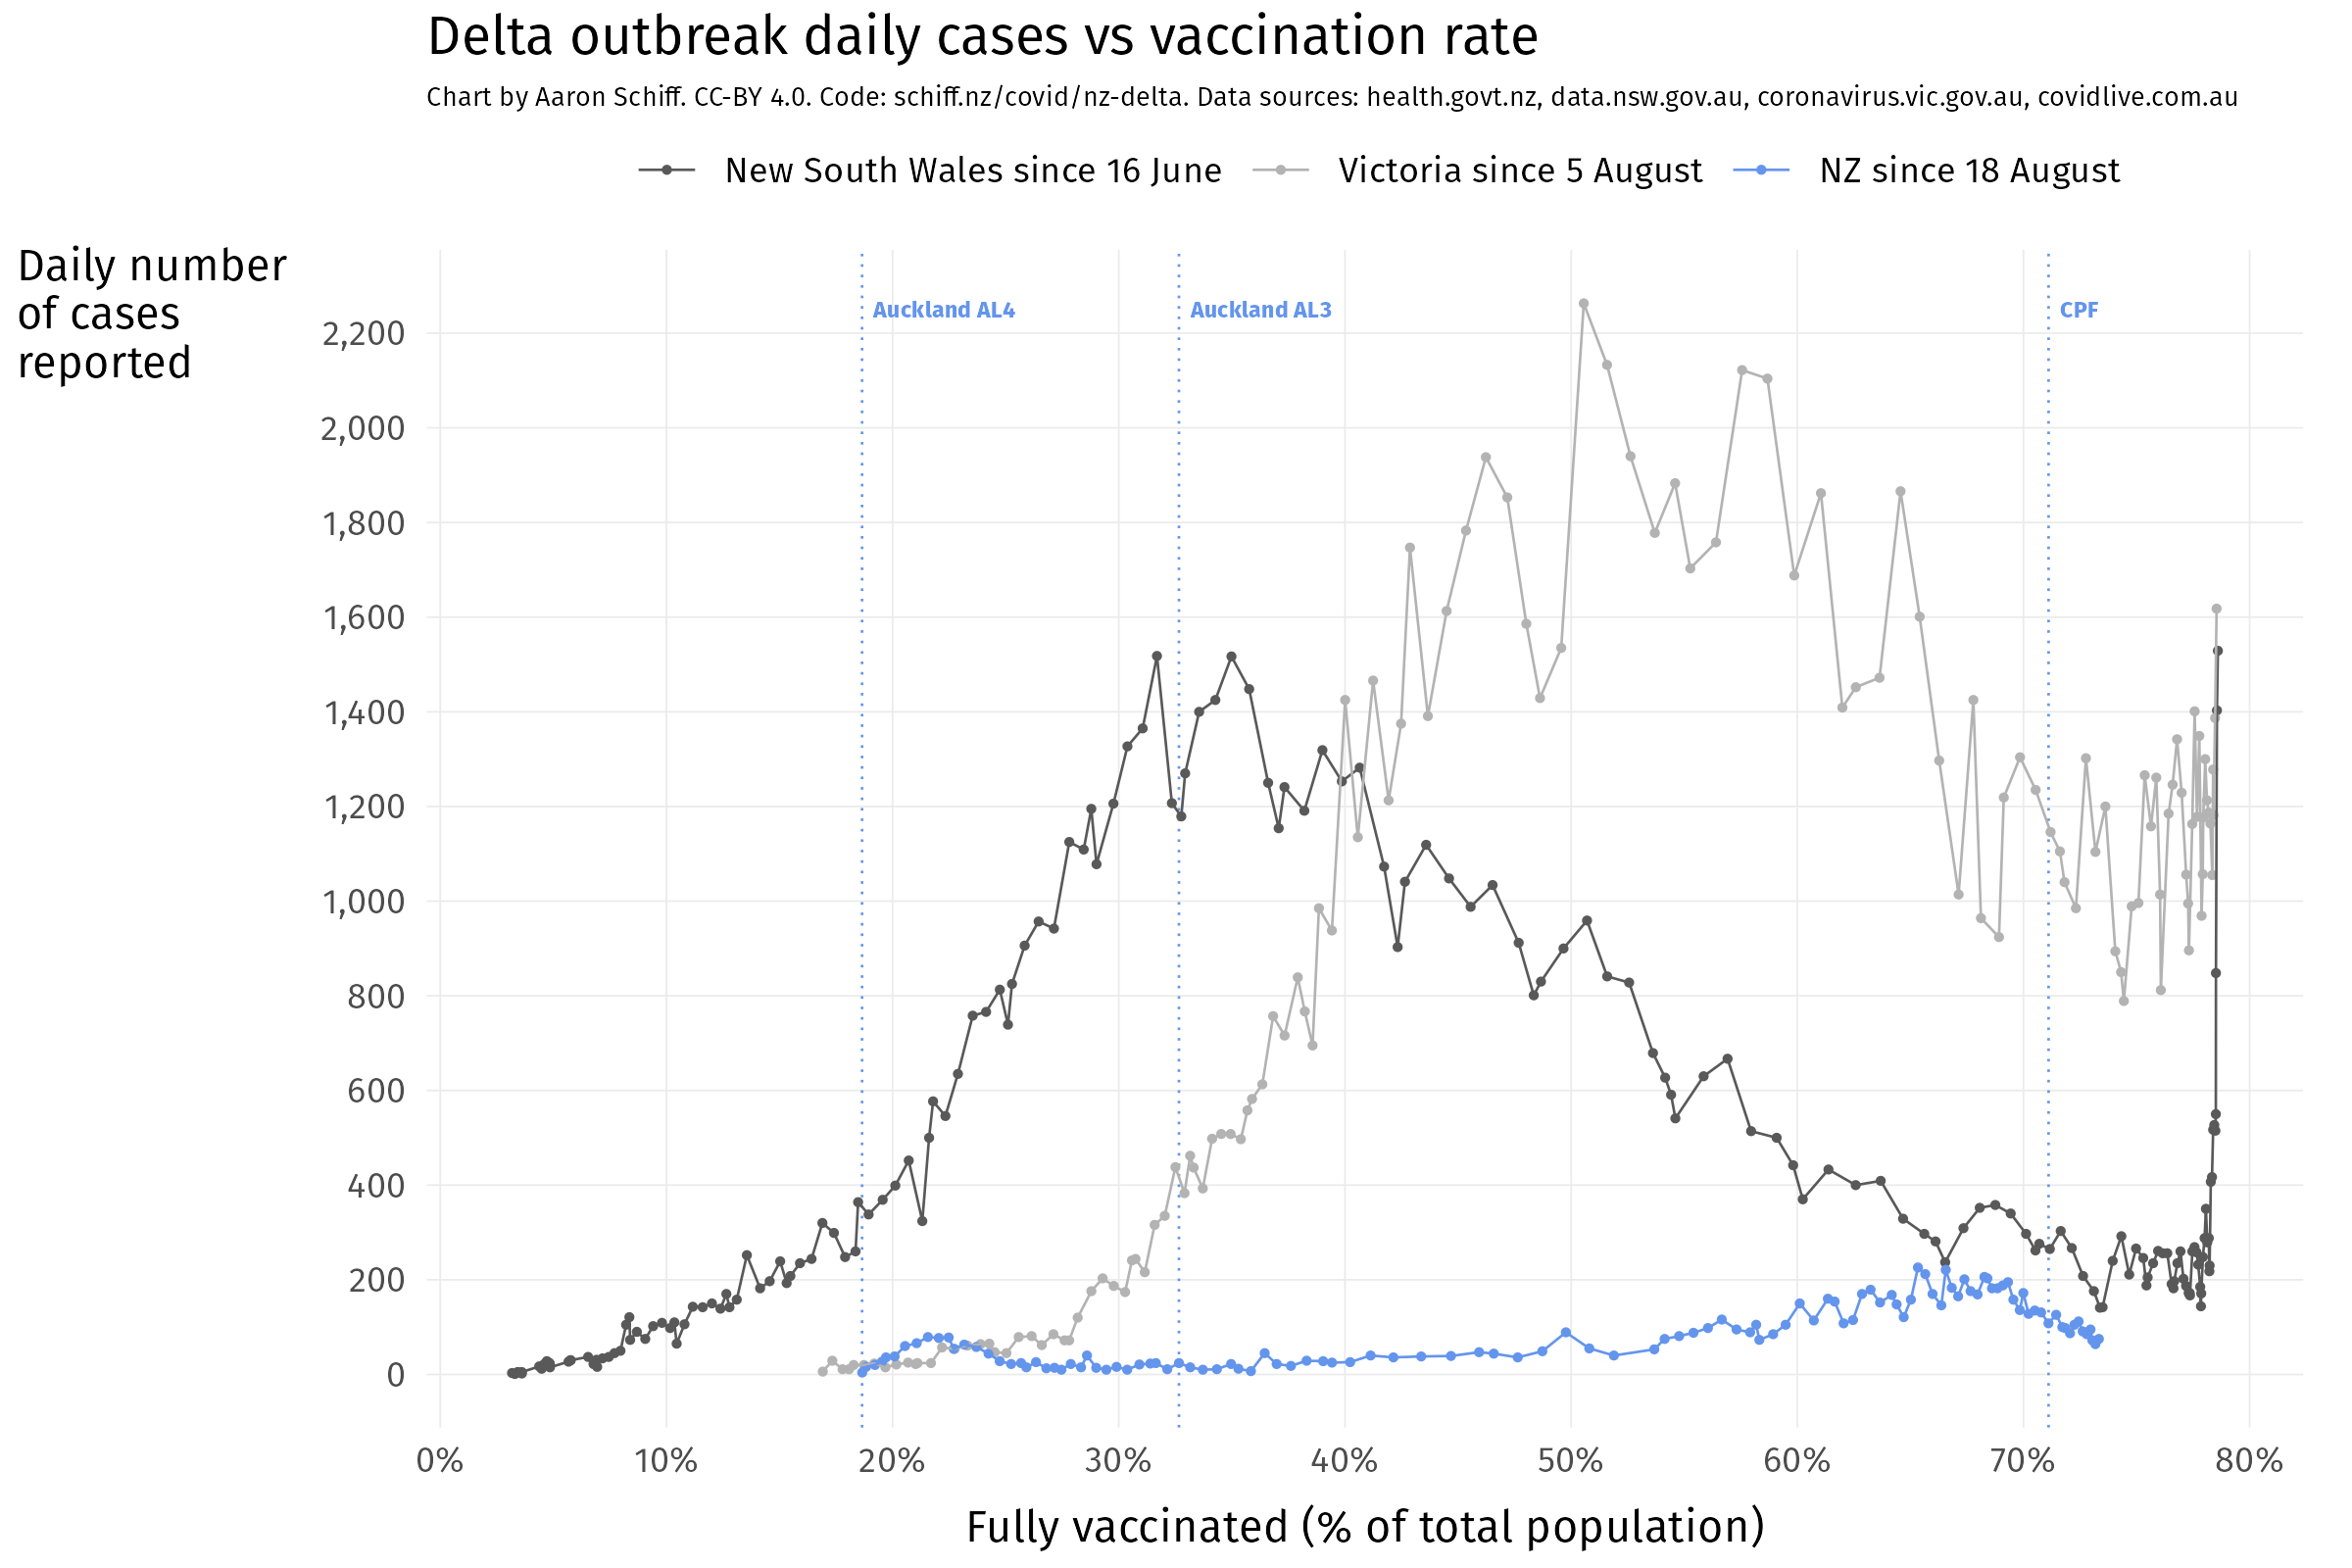 Delta outbreak daily cases vs vaccination rate
Chart by Aaron Schiff. CC-BY 4.0. Code: schiff.nz/covid/nz-delta. Data sources: health.govt.nz, data.nsw.gov.au, coronavirus.vic.gov.au, covidlive.com.au
New South Wales since 16 June Victoria since 5 August NZ since 18 August
Daily number
of cases
reported
Auckland AL4 Auckland AL3 CPF
2,200
2,000
1,800
1,600
1,400
1,200
1,000
800
600
400
200
0
0% 10% 20% 30% 40% 50% 60% 70% 80%
Fully vaccinated (% of total population)